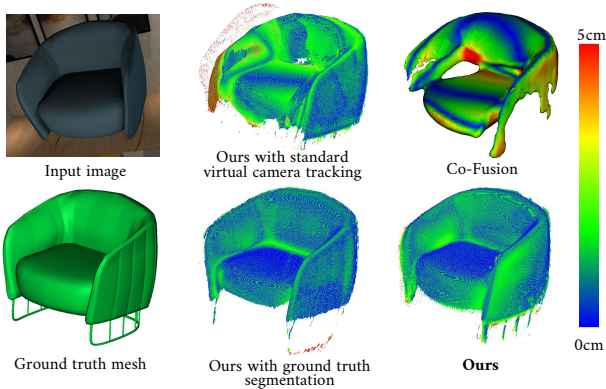 5cm
Input image
Ours with standard
virtual camera tracking
Co-Fusion
0cm
Ground truth mesh
Ours with ground truth
segmentation
Ours